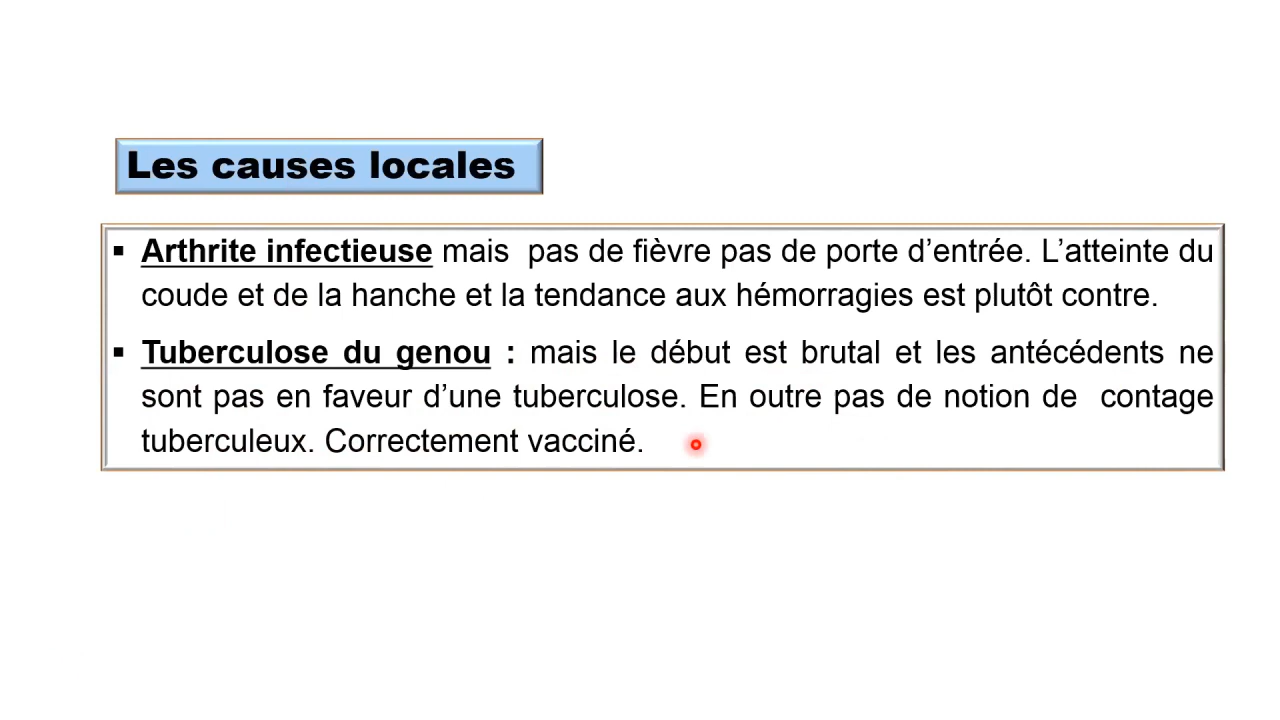 Les causes locales
▪ Arthrite infectieuse mais pas de fièvre pas de porte d’entrée. L’atteinte du
coude et de la hanche et la tendance aux hémorragies est plutôt contre.
▪ Tuberculose du genou : mais le début est brutal et les antécédents ne
sont pas en faveur d’une tuberculose. En outre pas de notion de contage
tuberculeux. Correctement vacciné.